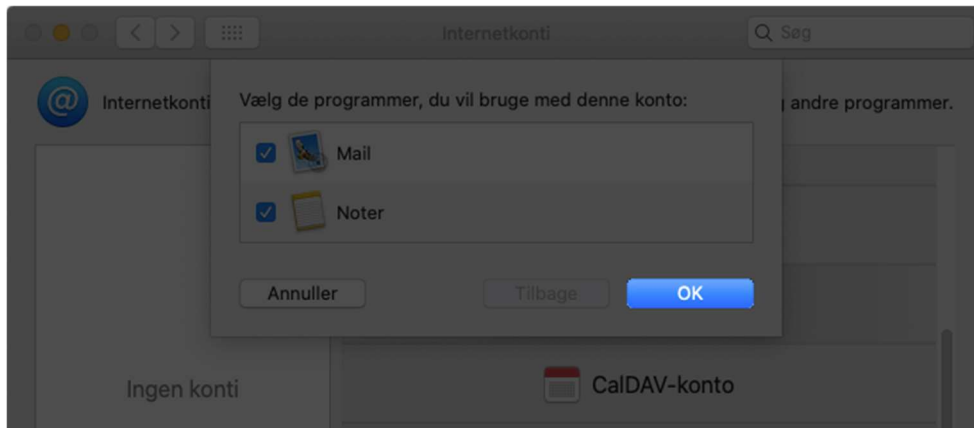 Internetkonti
Søg
Internetkonti
andre programmer.
Vælg de programmer, du vil bruge med denne konto:
Mail
Noter
Annuller
Tilbage
OK
Ingen konti
CalDAV-konto